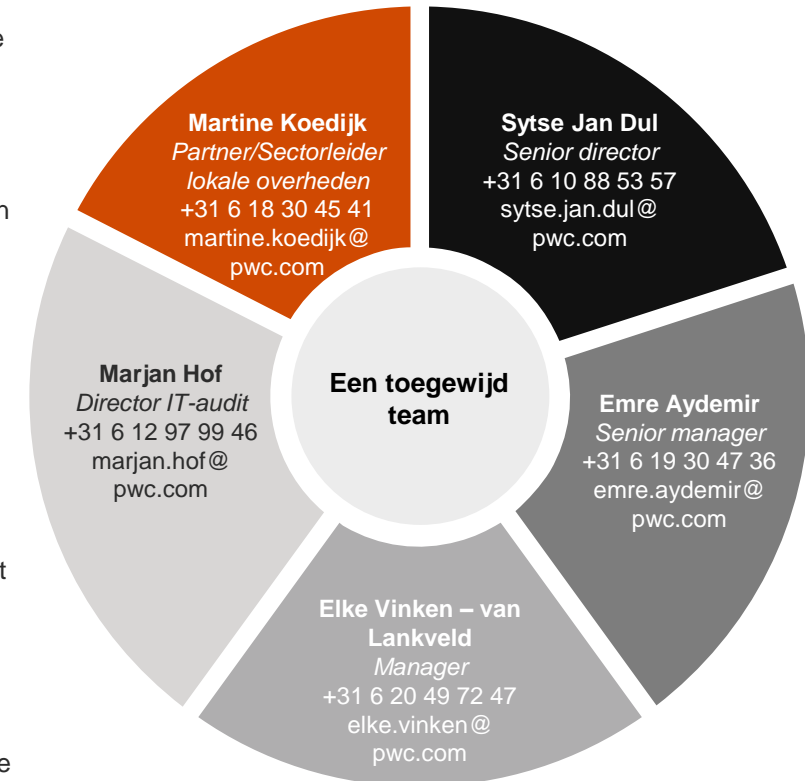 e
n
t
e
Martine Koedijk
Partner/Sectorleider
lokale overheden
+31 6 18 30 45 41
martine.koedijk@
pwc.com
Sytse Jan Dul
Senior director
+31 6 10 88 53 57
sytse.jan.dul@
pwc.com
Marjan Hof
Director IT-audit
+31 6 12 97 99 46
marjan.hof@
pwc.com
Een toegewijd
team
Emre Aydemir
Senior manager
+31 6 19 30 47 36
emre.aydemir@
pwc.com
Elke Vinken – van
Lankveld
Manager
+31 6 20 49 72 47
elke.vinken@
pwc.com